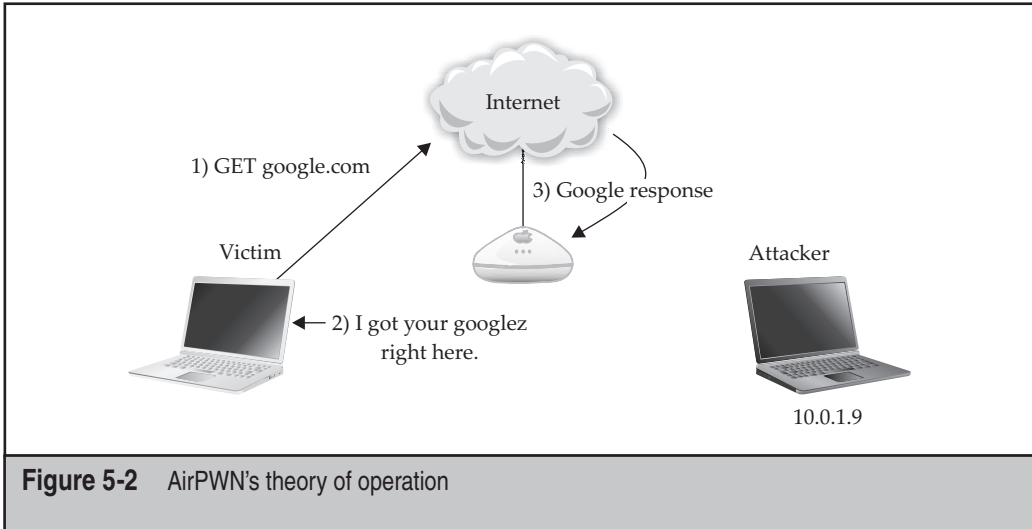 Internet
1) GET google.com
3) Google response
Victim
Attacker
2) I got your googlez
right here.
10.0.1.9
Figure 5-2 AirPWN's theory of operation